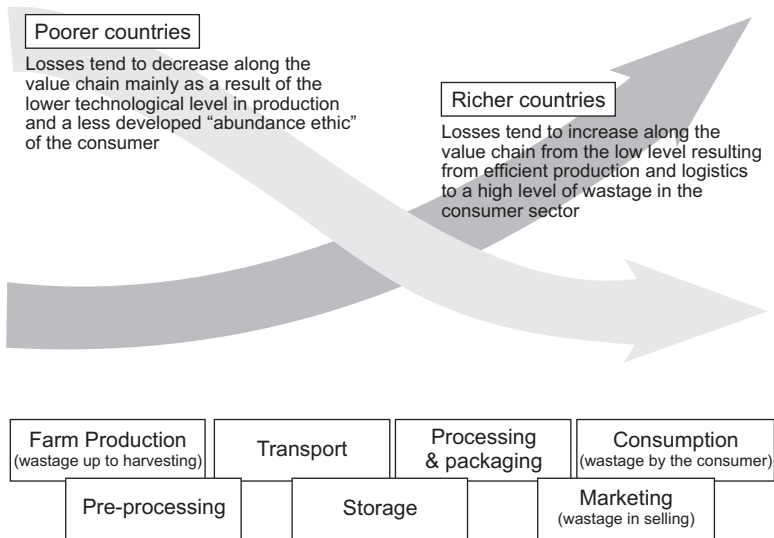 Poorer countries
Losses tend to decrease along the
value chain mainly as a result of the
lower technological level in production
and a less developed “abundance ethic”
of the consumer
Richer countries
Losses tend to increase along the
value chain from the low level resulting
from efficient production and logistics
to a high level of wastage in the
consumer sector
Farm Production
(wastage up to harvesting)
Transport
Processing
& packaging
Consumption
(wastage by the consumer)
Pre-processing
Storage
Marketing
(wastage in selling)